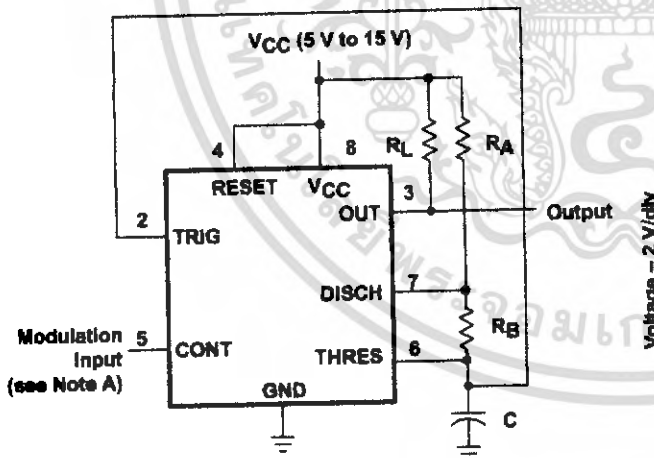 VCC (5 V to 15 V)
4
8
RL
RA
RESET
VCC
3
2
OUT
Output
TRIG
DISCH
7
Modulation
5
RB
Input
CONT
THRES
6
(see Note A)
GND
C
Voltage – 2 V/div